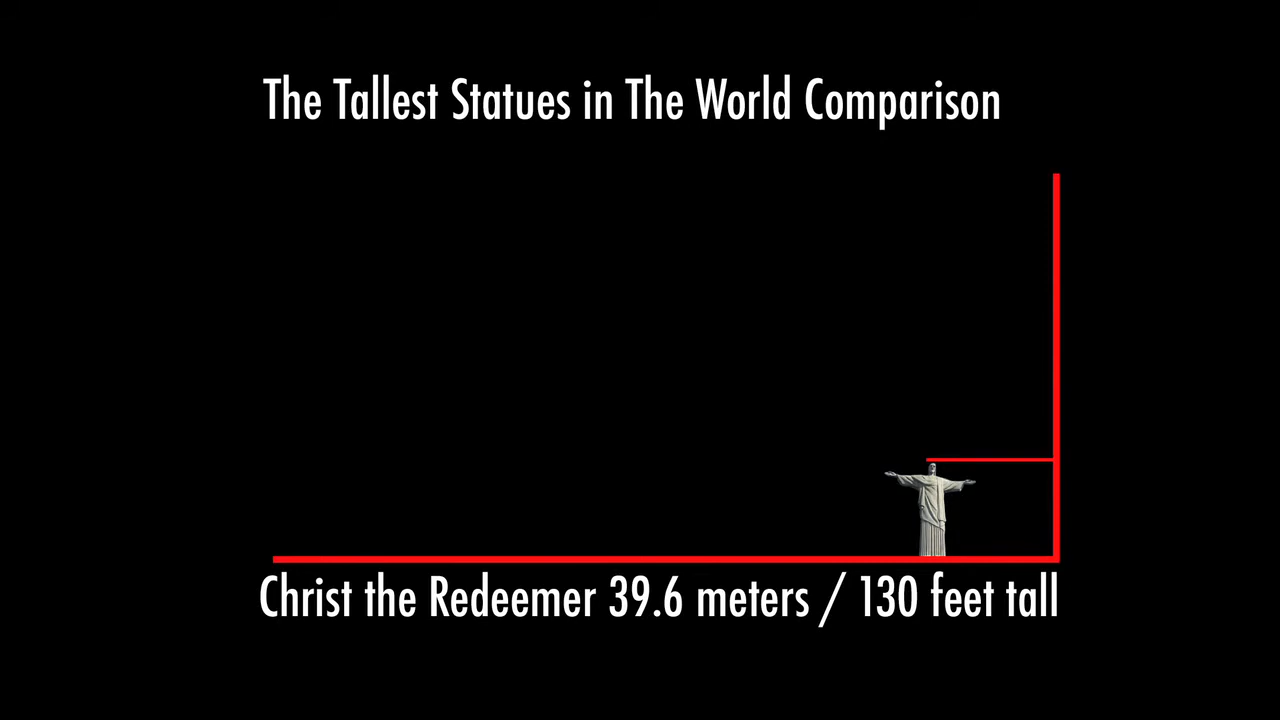 The Tallest Statues in The World Comparison
Christ the Redeemer 39.6 meters / 130 feet tall